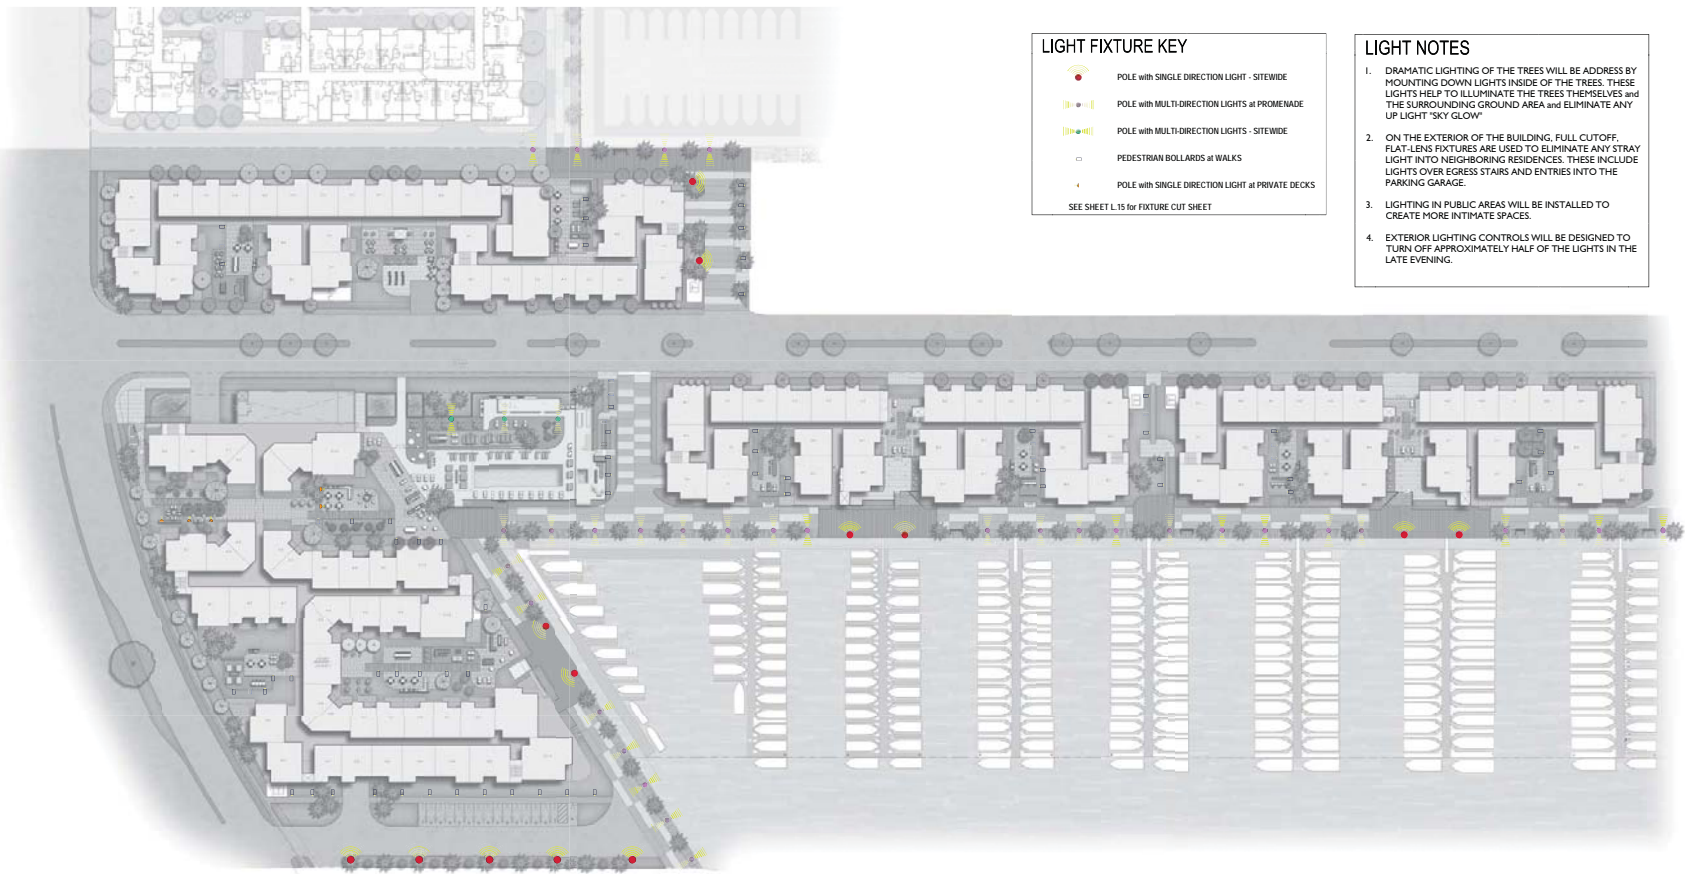 LIGHT FIXTURE KEY
POLE with SINGLE DIRECTION LIGHT - SITEWIDE
POLE with MULTI-DIRECTION LIGHTS at PROMENADE
POLE with MULTI-DIRECTION LIGHTS - SITEWIDE
PEDESTRIAN BOLLARDS at WALKS
POLE with SINGLE DIRECTION LIGHT at PRIVATE DECKS
SEE SHEET L.15 for FIXTURE CUT SHEET
LIGHT NOTES
1. DRAMATIC LIGHTING OF THE TREES WILL BE ADDRESS BY
MOUNTING DOWN LIGHTS INSIDE OF THE TREES. THESE
LIGHTS HELP TO ILLUMINATE THE TREES THEMSELVES and
THE SURROUNDING GROUND AREA and ELIMINATE ANY
UP LIGHT "SKY GLOW"
2. ON THE EXTERIOR OF THE BUILDING, FULL CUTOFF,
FLAT-LENS FIXTURES ARE USED TO ELIMINATE ANY STRAY
LIGHT INTO NEIGHBORING RESIDENCES. THESE INCLUDE
LIGHTS OVER EGRESS STAIRS AND ENTRIES INTO THE
PARKING GARAGE.
3. LIGHTING IN PUBLIC AREAS WILL BE INSTALLED TO
CREATE MORE INTIMATE SPACES.
4. EXTERIOR LIGHTING CONTROLS WILL BE DESIGNED TO
TURN OFF APPROXIMATELY HALF OF THE LIGHTS IN THE
LATE EVENING.